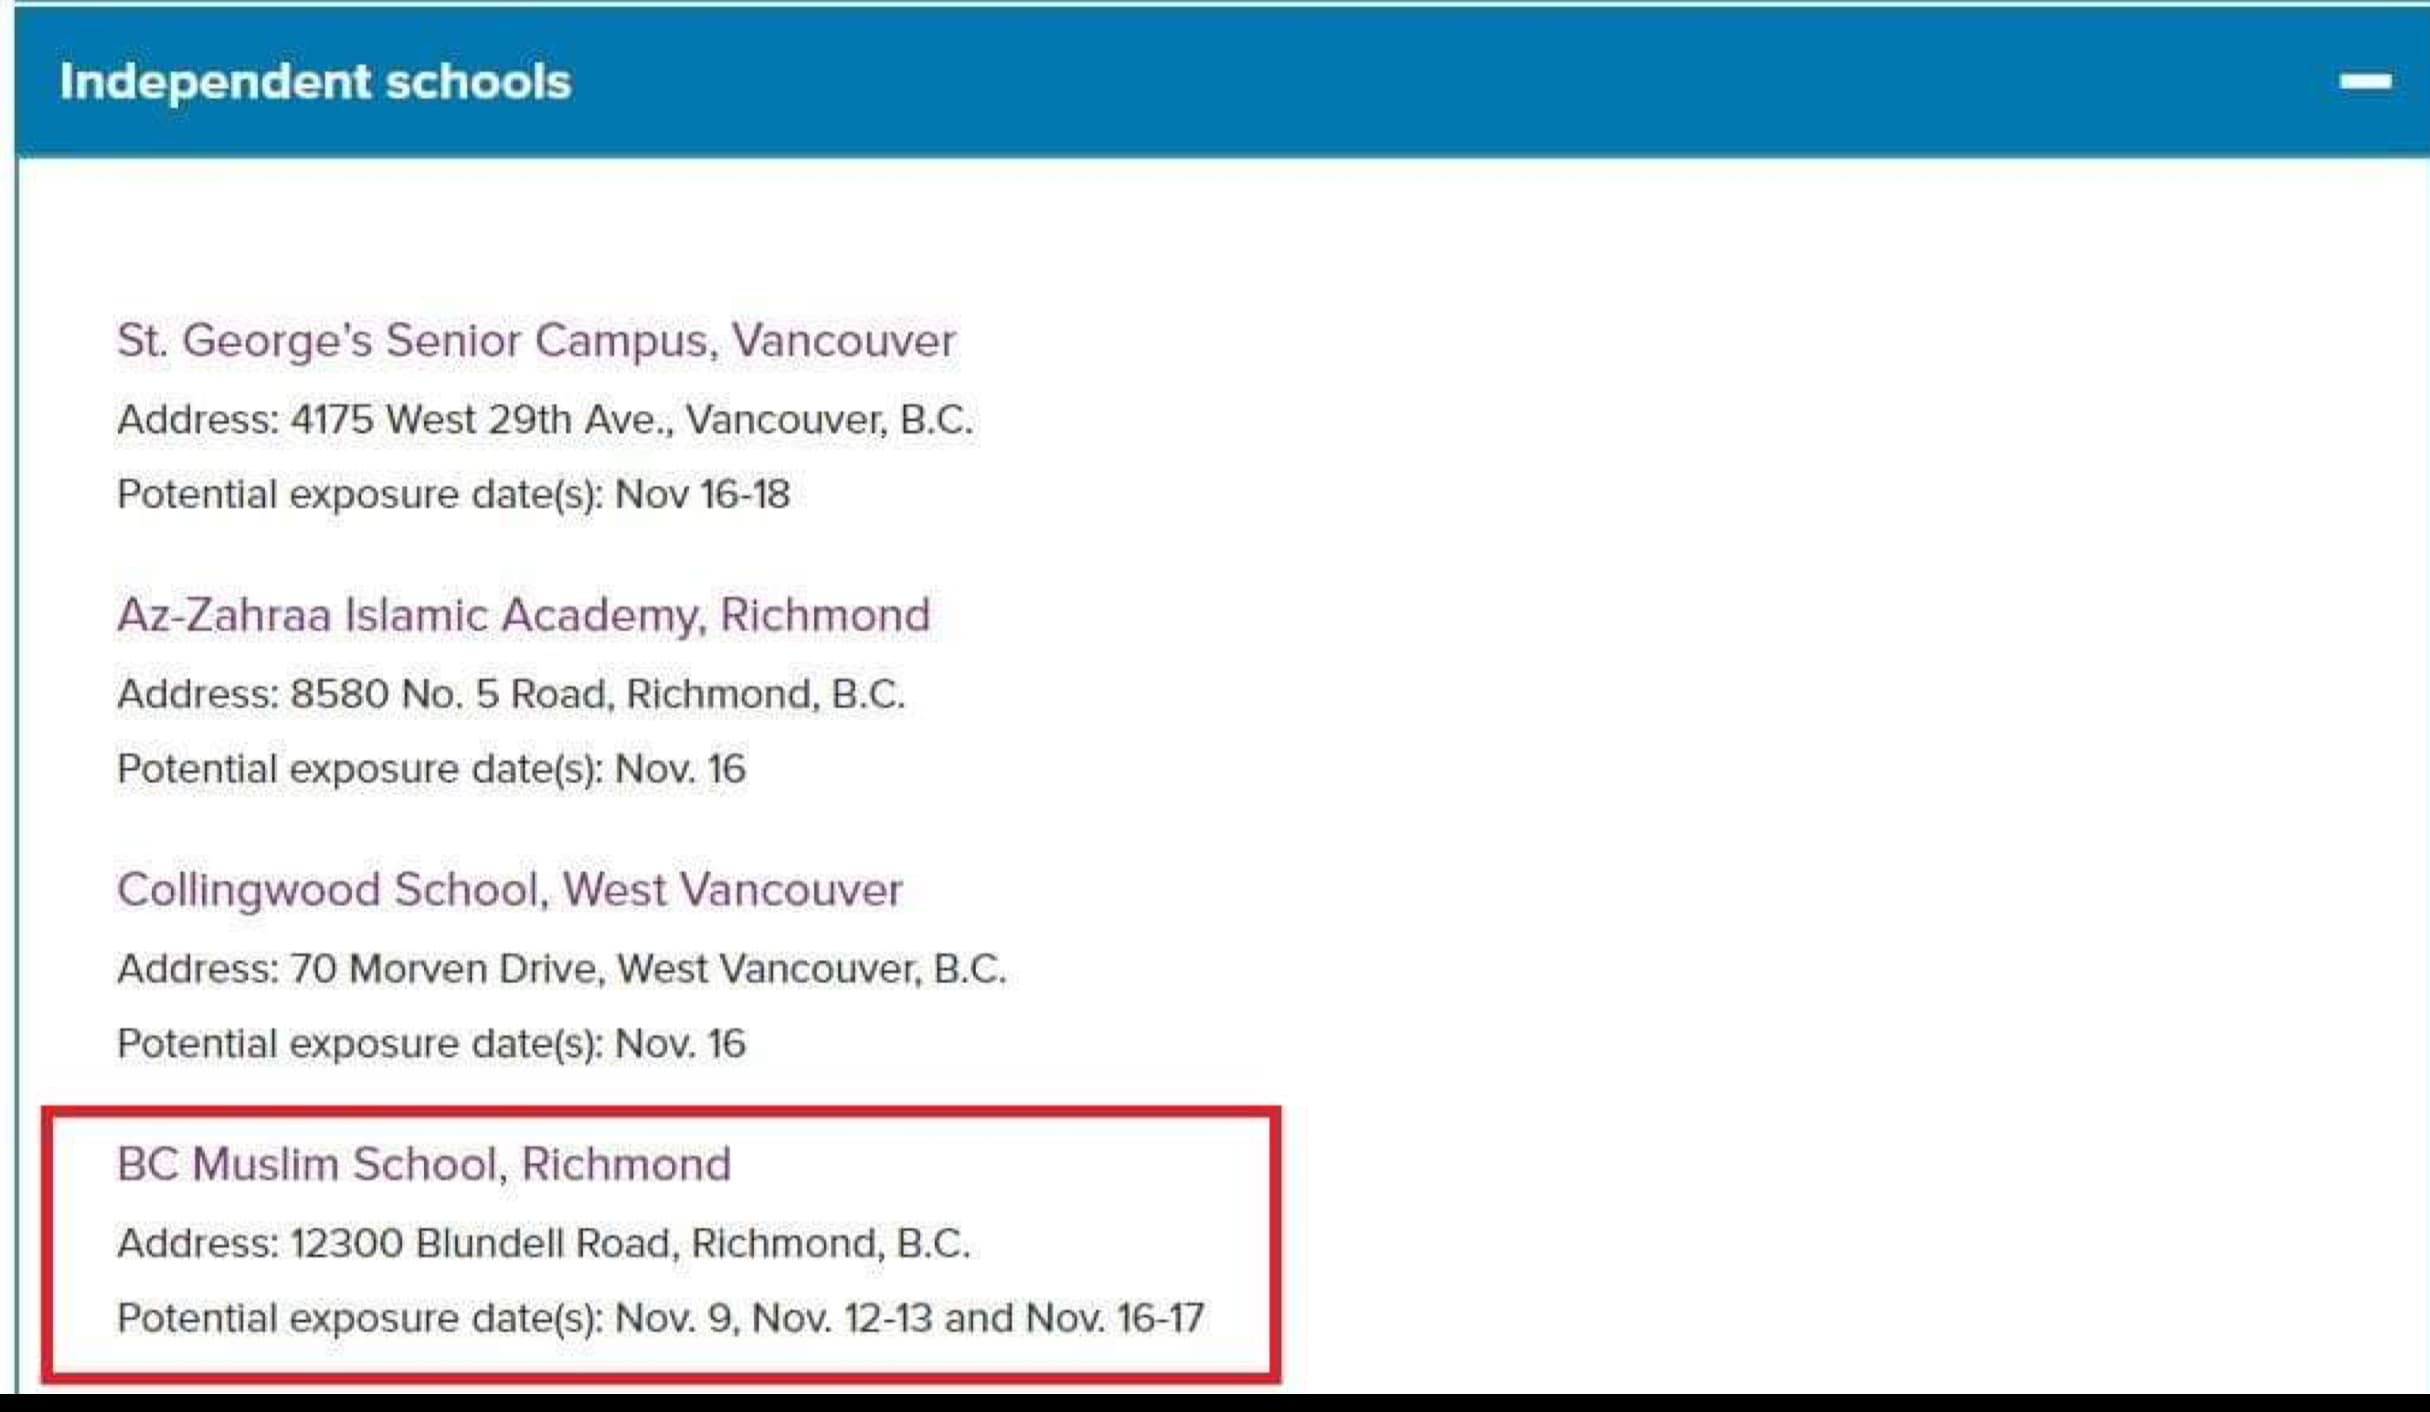 Independent schools
St. George's Senior Campus, Vancouver
Address: 4175 West 29th Ave., Vancouver, B.C.
Potential exposure date(s): Nov 16-18
Az-Zahraa Islamic Academy, Richmond
Address: 8580 No. 5 Road, Richmond, B.C.
Potential exposure date(s): Nov. 16
Collingwood School, West Vancouver
Address: 70 Morven Drive, West Vancouver, B.C.
Potential exposure date(s): Nov. 16
BC Muslim School, Richmond
Address: 12300 Blundell Road, Richmond, B.C.
Potential exposure date(s): Nov. 9, Nov. 12-13 and Nov. 16-17